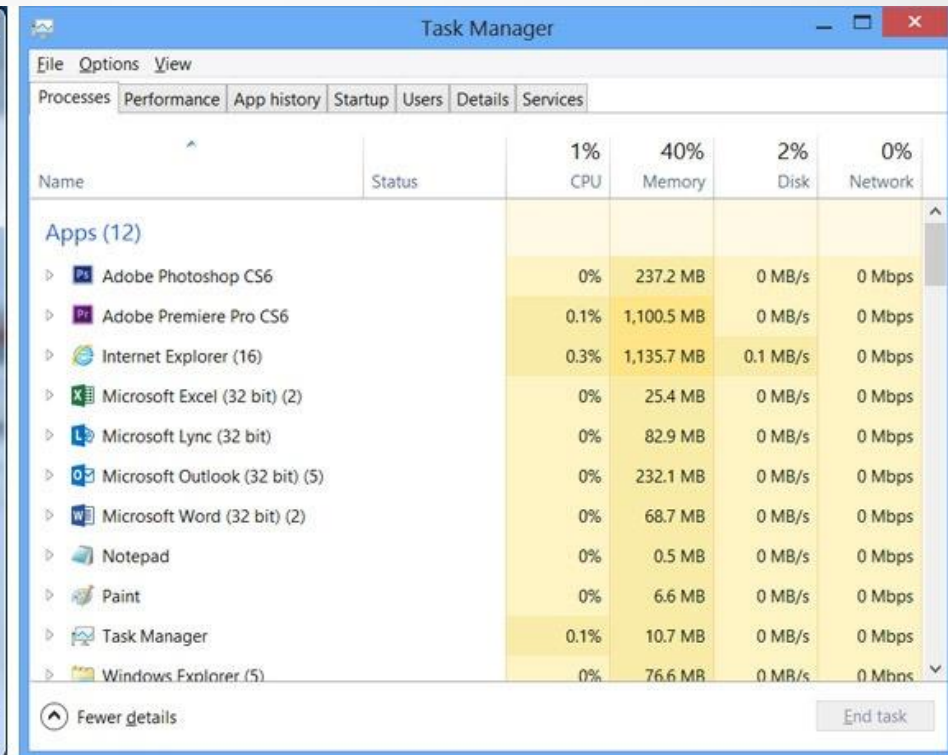 Task Manager
File Options View
Processes Performance App history Startup Users Details Services
1% 40% 2% 0%
Name Status CPU Memory Disk Network
Apps (12)
Ps Adobe Photoshop CS6 0% 237.2 MB 0 MB/s 0 Mbps
Pr Adobe Premiere Pro CS6 0.1% 1,100.5 MB 0 MB/s 0 Mbps
Internet Explorer (16) 0.3% 1,135.7 MB 0.1 MB/s 0 Mbps
Microsoft Excel (32 bit) (2) 0% 25.4 MB 0 MB/s 0 Mbps
Microsoft Lync (32 bit) 0% 82.9 MB 0 MB/s 0 Mbps
Microsoft Outlook (32 bit) (5) 0% 232.1 MB 0 MB/s 0 Mbps
Microsoft Word (32 bit) (2) 0% 68.7 MB 0 MB/s 0 Mbps
Notepad 0% 0.5 MB 0 MB/s 0 Mbps
Paint 0% 6.6 MB 0 MB/s 0 Mbps
Task Manager 0.1% 10.7 MB 0 MB/s 0 Mbps
Windows Explorer (5) 0% 76.6 MB 0 MB/s 0 Mbps
Fewer details End task